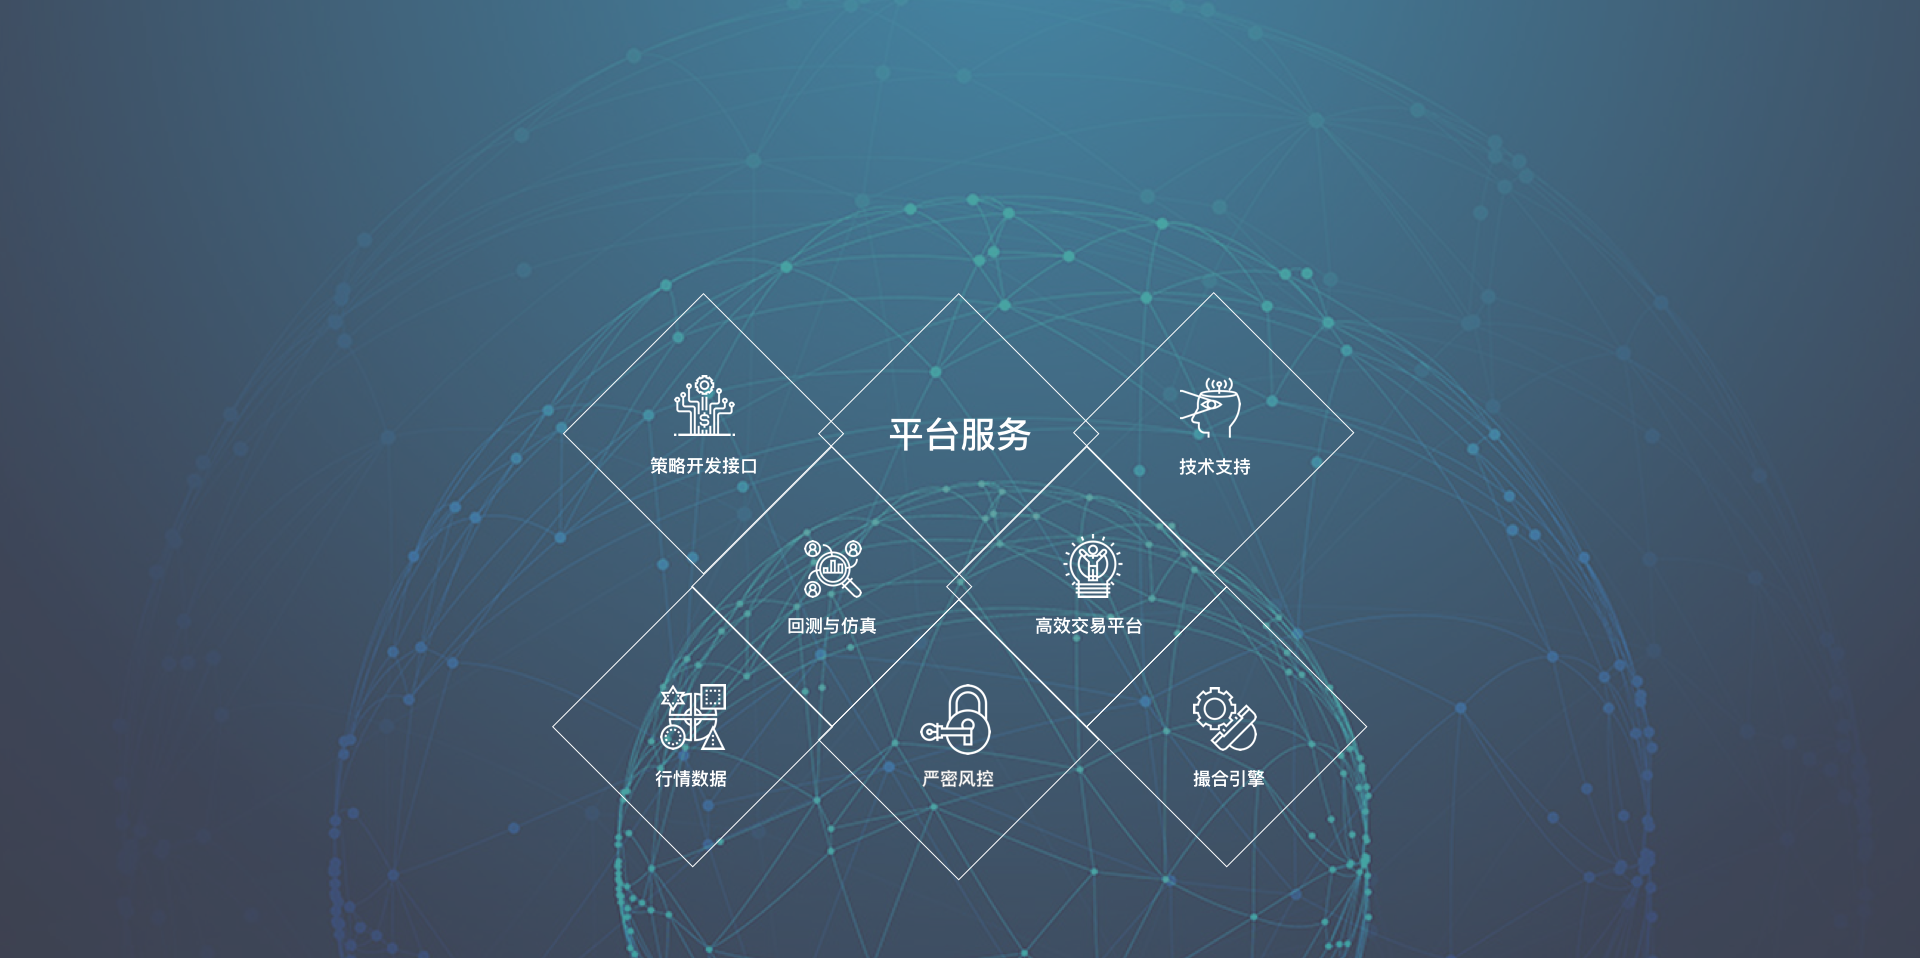 平台服务
策略开发接口
技术支持
回测与仿真
高效交易平台
行情数据
严密风控
撮合引擎